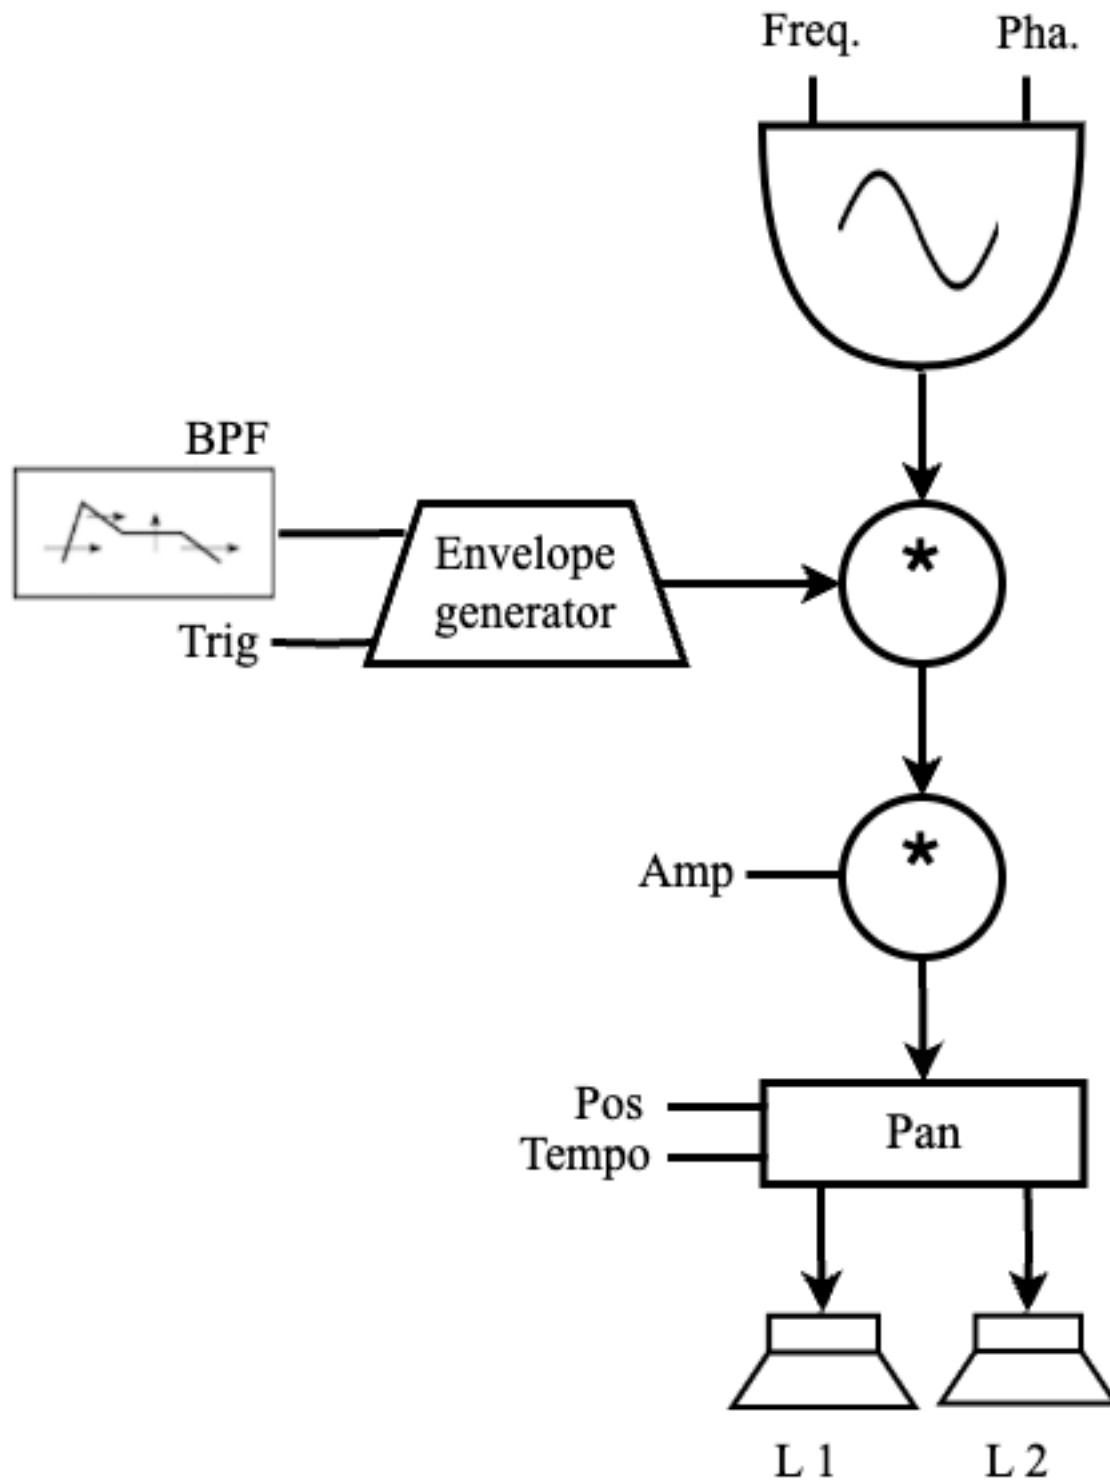 Freq.
Pha.
BPF
Envelope
generator
*
Trig
*
Amp
Pos
Pan
Tempo
L 1
L 2